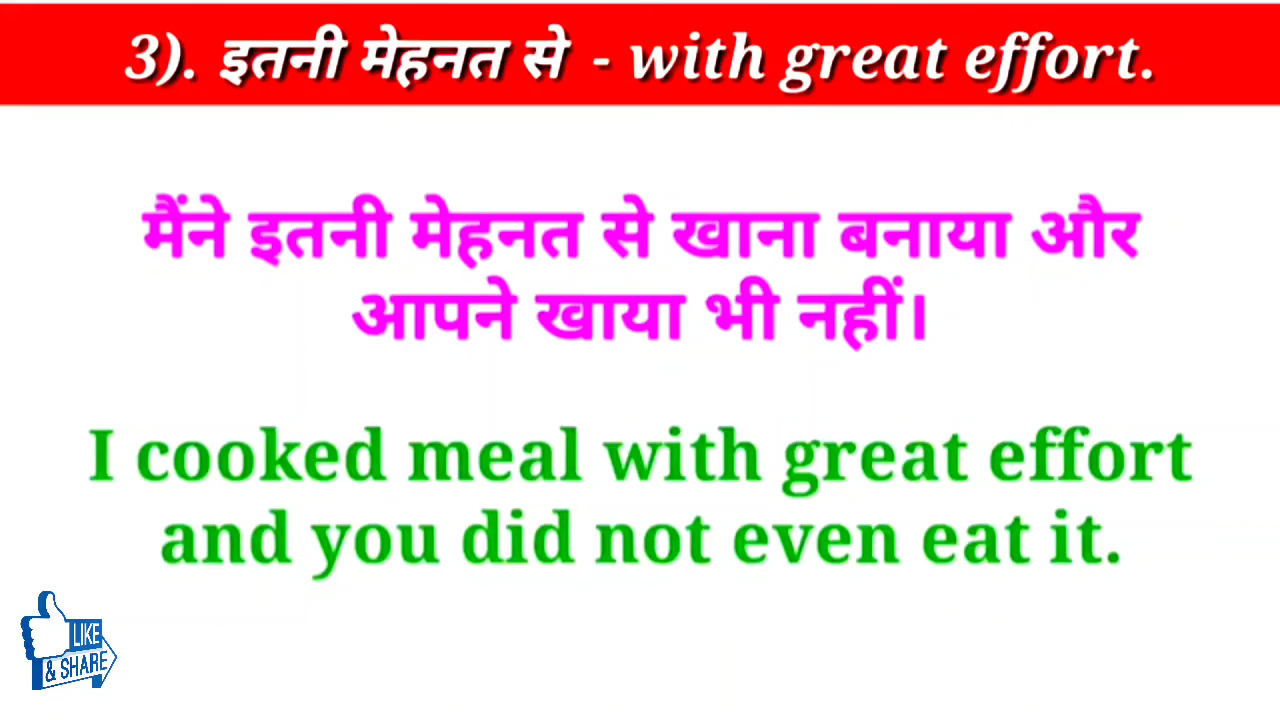 3). इतनी मेहनत से - with great effort.
मैंने इतनी मेहनत से खाना बनाया और
आपने खाया भी नहीं।
I cooked meal with great effort
and you did not even eat it.
LIKE
& SHARE